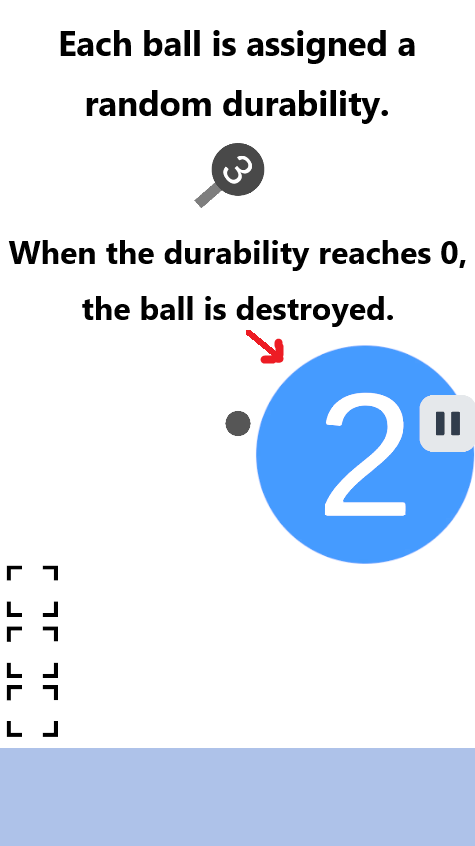 Each ball is assigned a
random durability.
3
When the durability reaches 0,
the ball is destroyed.
2